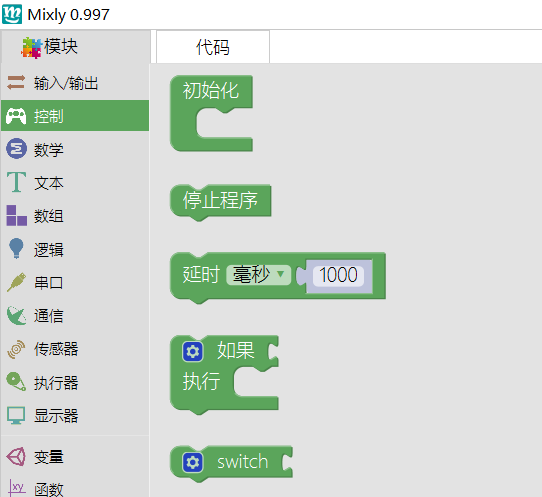 Mixly 0.997
模块
代码
输入/输出
控制
数学
文本
数组
逻辑
串口
通信
传感器
执行器
显示器
变量
函数
初始化
停止程序
延时 毫秒 1000
如果
执行
switch